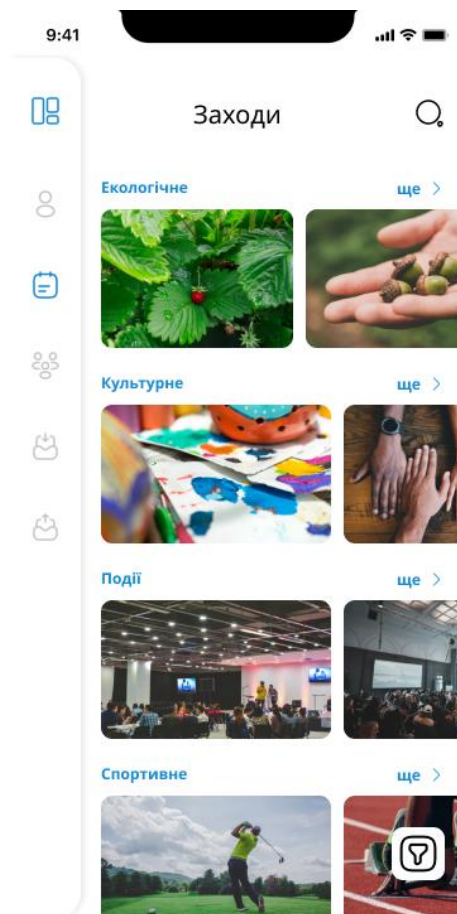 9:41
Заходи
Екологічне ще
Культурне ще
Події ще
Спортивне ще